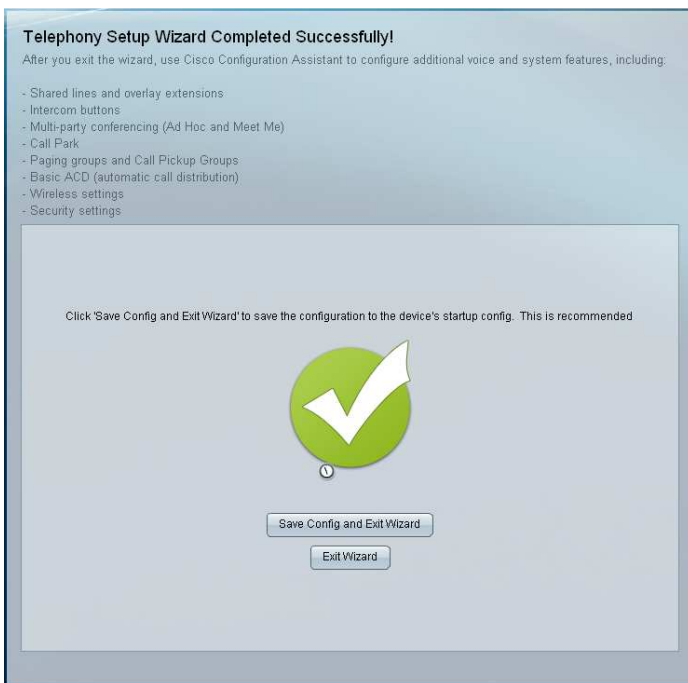 Telephony Setup Wizard Completed Successfully!
After you exit the wizard, use Cisco Configuration Assistant to configure additional voice and system features, including:
- Shared lines and overlay extensions
- Intercom buttons
- Multi-party conferencing (Ad Hoc and Meet Me)
- Call Park
- Paging groups and Call Pickup Groups
- Basic ACD (automatic call distribution)
- Wireless settings
- Security settings
Click 'Save Config and Exit Wizard' to save the configuration to the device's startup config. This is recommended
Save Config and Exit Wizard
Exit Wizard